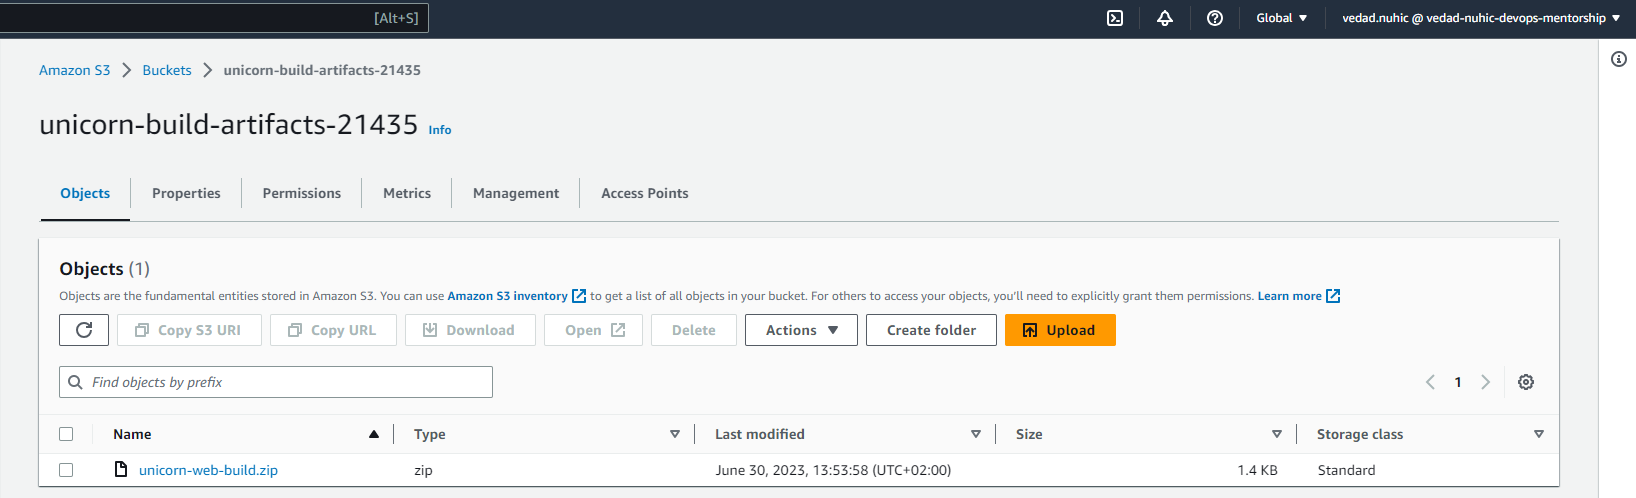 [Alt+S] Global vedad.nuhic @ vedad-nuhic-devops-mentorship
Amazon S3 Buckets unicorn-build-artifacts-21435
unicorn-build-artifacts-21435 Info
Objects Properties Permissions Metrics Management Access Points
Objects (1)
Objects are the fundamental entities stored in Amazon S3. You can use Amazon S3 inventory to get a list of all objects in your bucket. For others to access your objects, you'll need to explicitly grant them permissions. Learn more
Copy S3 URI Copy URL Download Open Delete Actions Create folder Upload
Find objects by prefix 1
Name Type Last modified Size Storage class
unicorn-web-build.zip zip June 30, 2023, 13:53:58 (UTC+02:00) 1.4 KB Standard